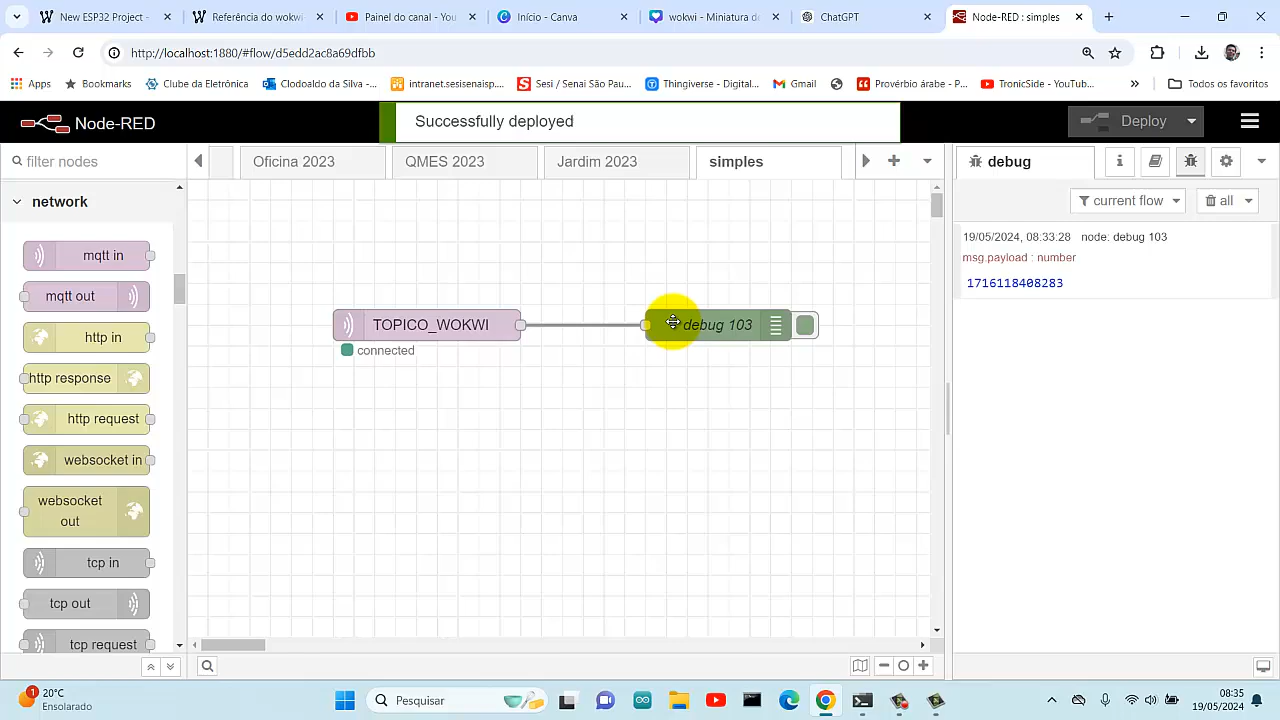 New ESP32 Project -
Referência do wokwi
Painel do canal - You
Início - Canva
wokwi - Miniatura d
ChatGPT
Node-RED : simples
http://localhost:1880/#flow/d5edd2ac8a69dfbb
Apps
Bookmarks
Clube da Eletrônica
Clodoaldo da Silva -...
intranet.sesisenaisp...
Sesi / Senai São Pau...
Thingiverse - Digital...
Gmail
Provérbio árabe - P...
TronicSide - YouTub...
Todos os favoritos
Node-RED
Successfully deployed
Deploy
filter nodes
Oficina 2023
QMES 2023
Jardim 2023
simples
debug
network
current flow
all
19/05/2024, 08:33:28 node: debug 103
msg.payload : number
1716118408283
mqtt in
mqtt out
http in
http response
http request
websocket in
websocket
out
tcp in
tcp out
tcp request
TOPICO_WOKWI
connected
debug 103
1
20°C
Ensolarado
Pesquisar
08:35
19/05/2024